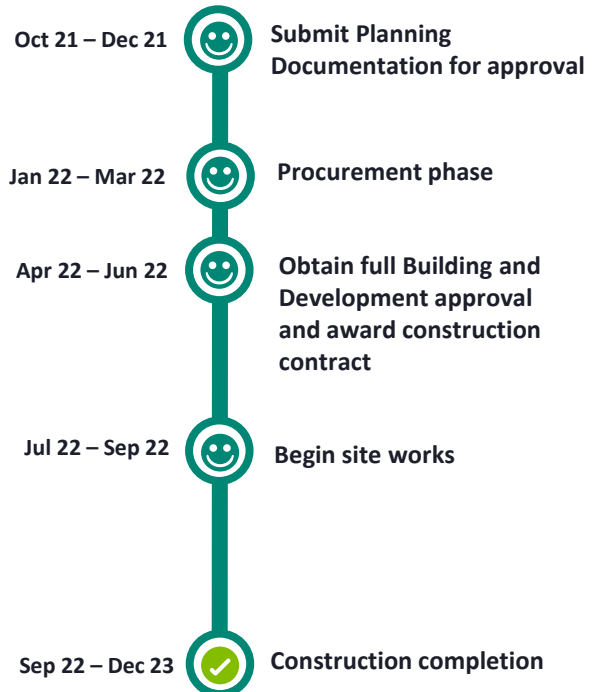 Oct 21 – Dec 21
Submit Planning
Documentation for approval
Jan 22 – Mar 22
Procurement phase
Apr 22 – Jun 22
Obtain full Building and
Development approval
and award construction
contract
Jul 22 – Sep 22
Begin site works
Sep 22 – Dec 23
Construction completion